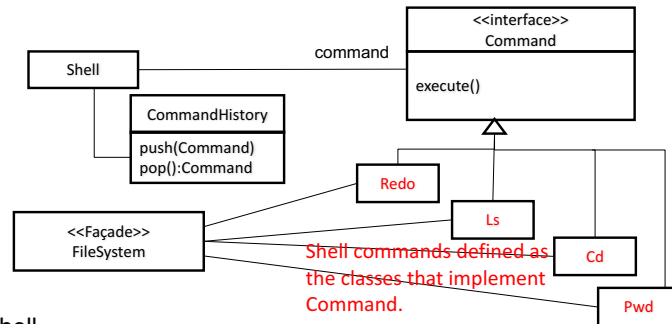 <<interface>>
Command
command
Shell
execute()
CommandHistory
push(Command)
pop():Command
Redo
Ls
<<Façade>>
FileSystem
Shell commands defined as
the classes that implement
Command.
Cd
Pwd